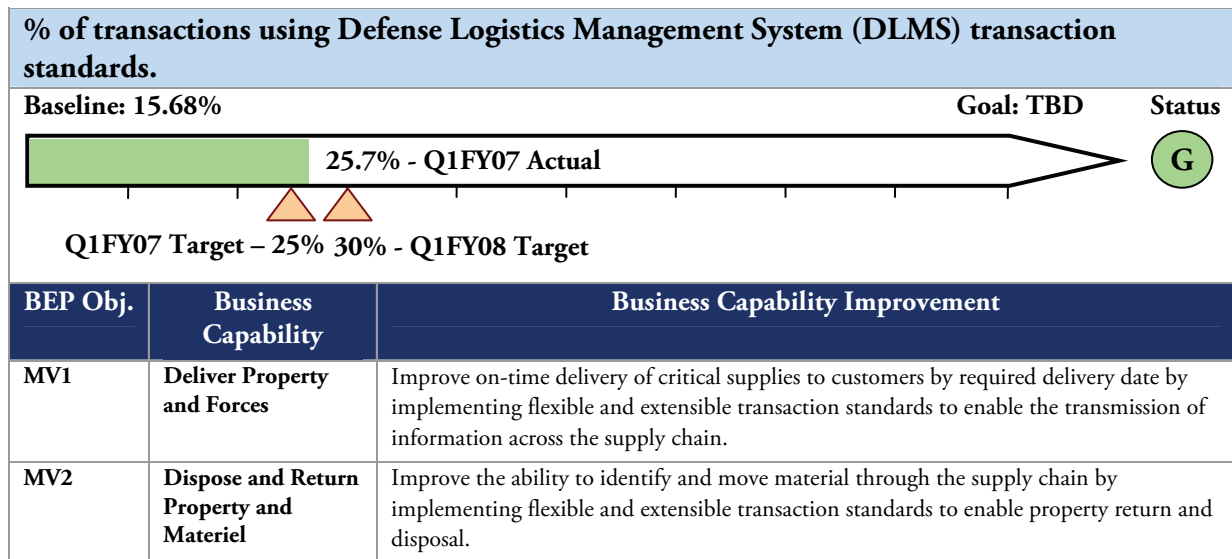 % of transactions using Defense Logistics Management System (DLMS) transaction
standards.
Baseline: 15.68% Goal: TBD Status
25.7% - Q1FY07 Actual G
Q1FY07 Target – 25% 30% - Q1FY08 Target
BEP Obj. Business Business Capability Improvement
Capability
MV1 Deliver Property Improve on-time delivery of critical supplies to customers by required delivery date by
and Forces implementing flexible and extensible transaction standards to enable the transmission of
information across the supply chain.
MV2 Dispose and Return Improve the ability to identify and move material through the supply chain by
Property and implementing flexible and extensible transaction standards to enable property return and
Materiel disposal.